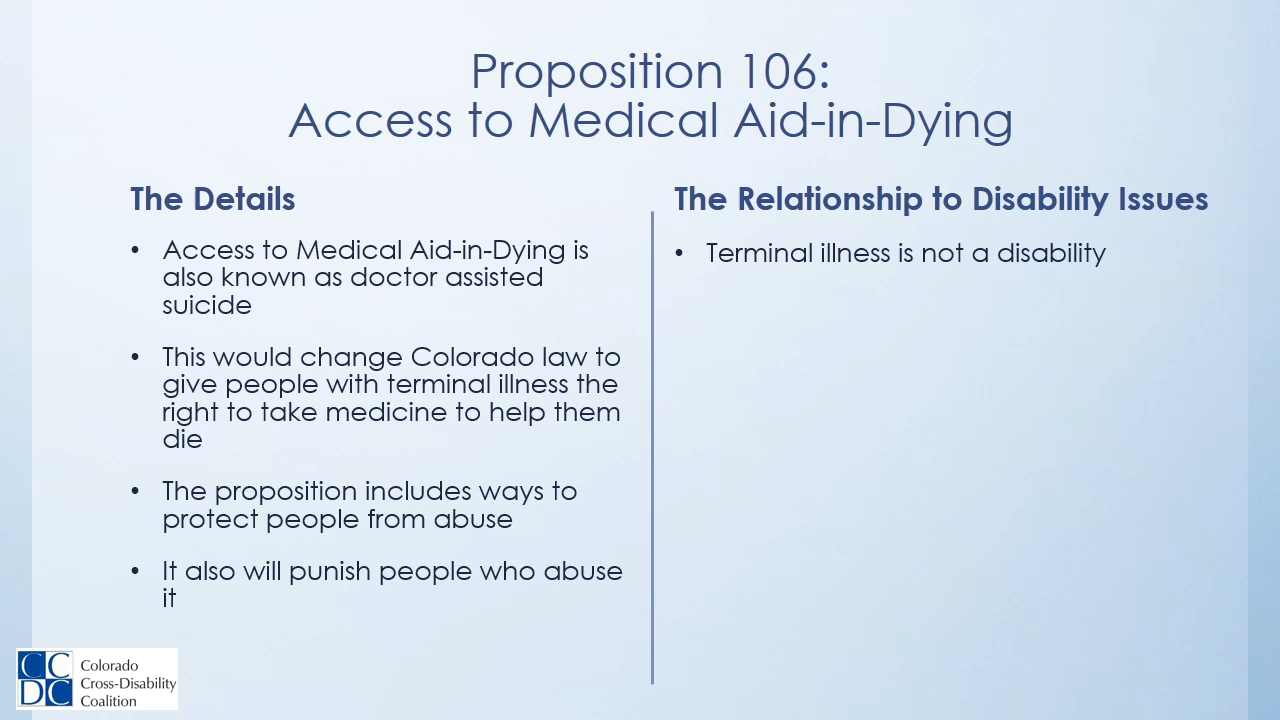 Proposition 106:
Access to Medical Aid-in-Dying
The Details
• Access to Medical Aid-in-Dying is
also known as doctor assisted
suicide
• This would change Colorado law to
give people with terminal illness the
right to take medicine to help them
die
• The proposition includes ways to
protect people from abuse
• It also will punish people who abuse
it
The Relationship to Disability Issues
• Terminal illness is not a disability
CC
DC
Colorado
Cross-Disability
Coalition